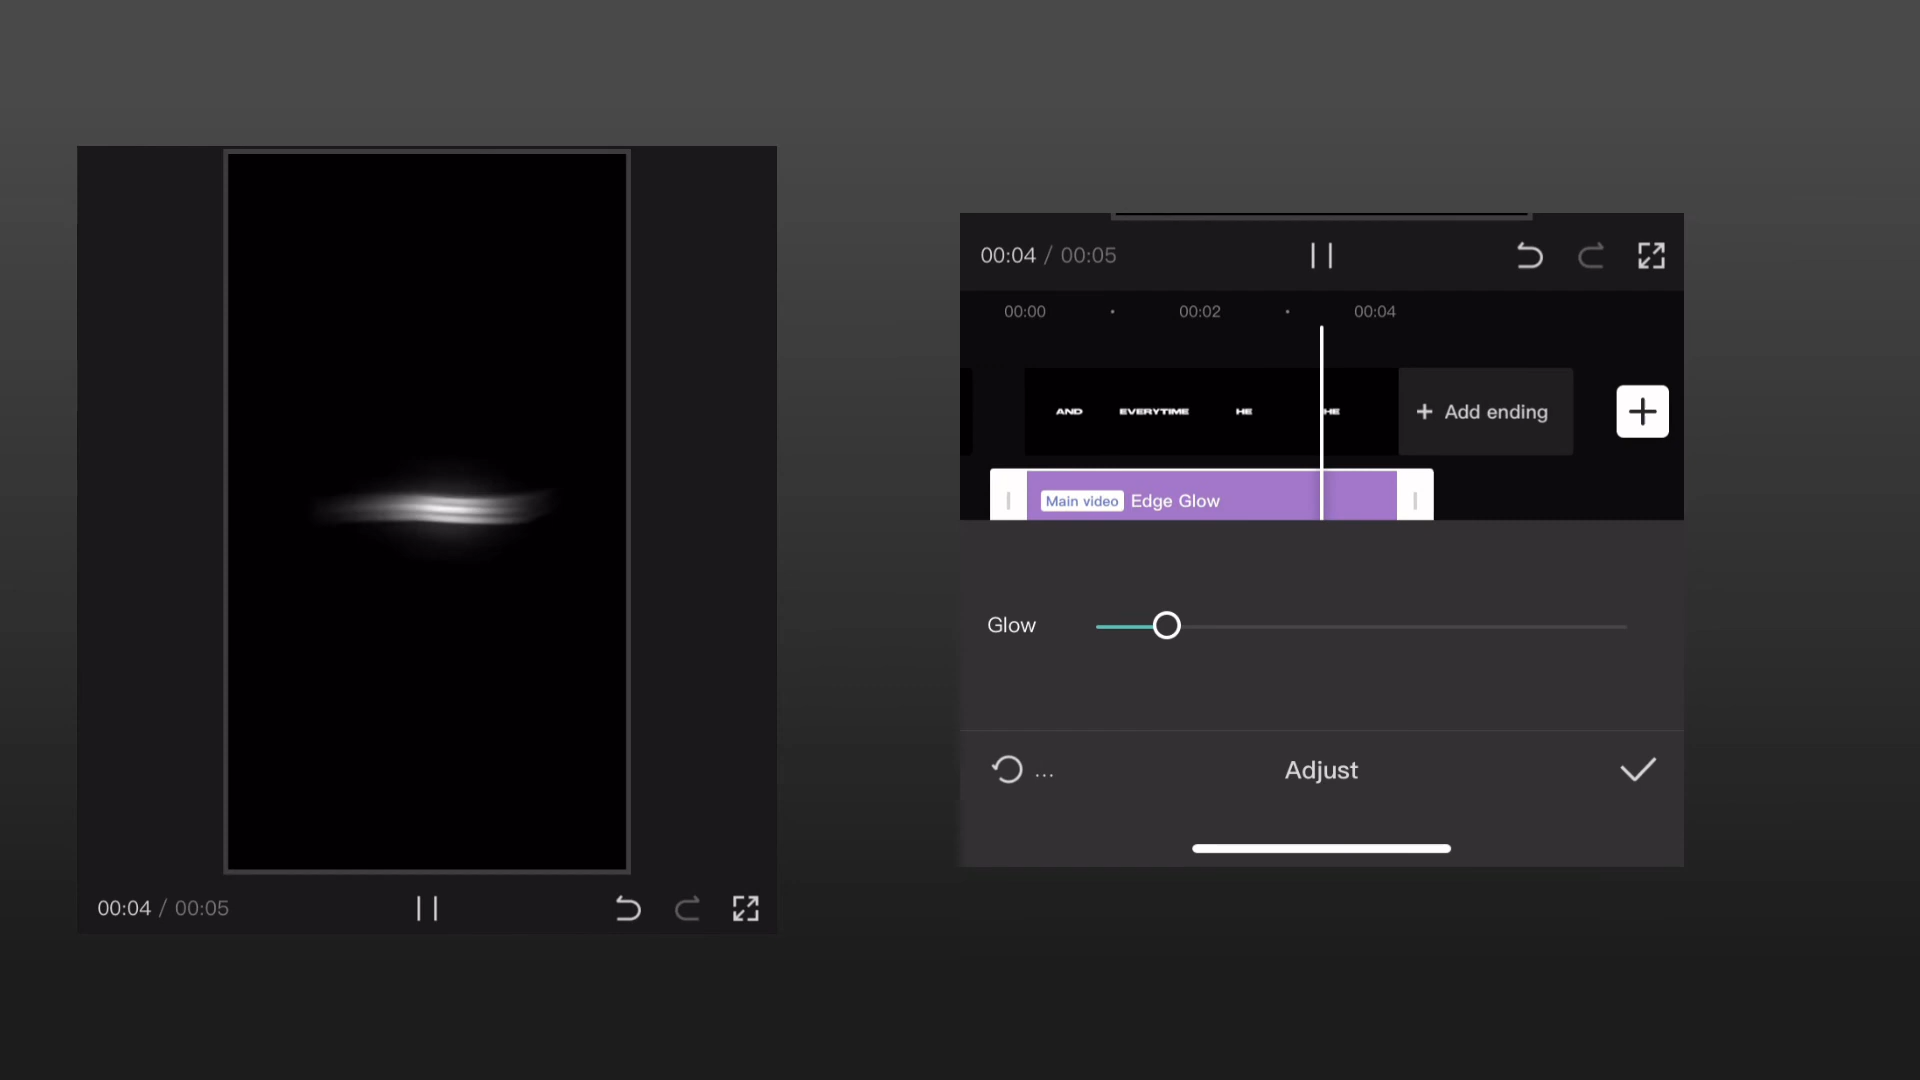 00:04 / 00:05
00:04 / 00:05
00:00 00:02 00:04
AND EVERYTIME HE HE + Add ending
Main video Edge Glow
Glow
... Adjust